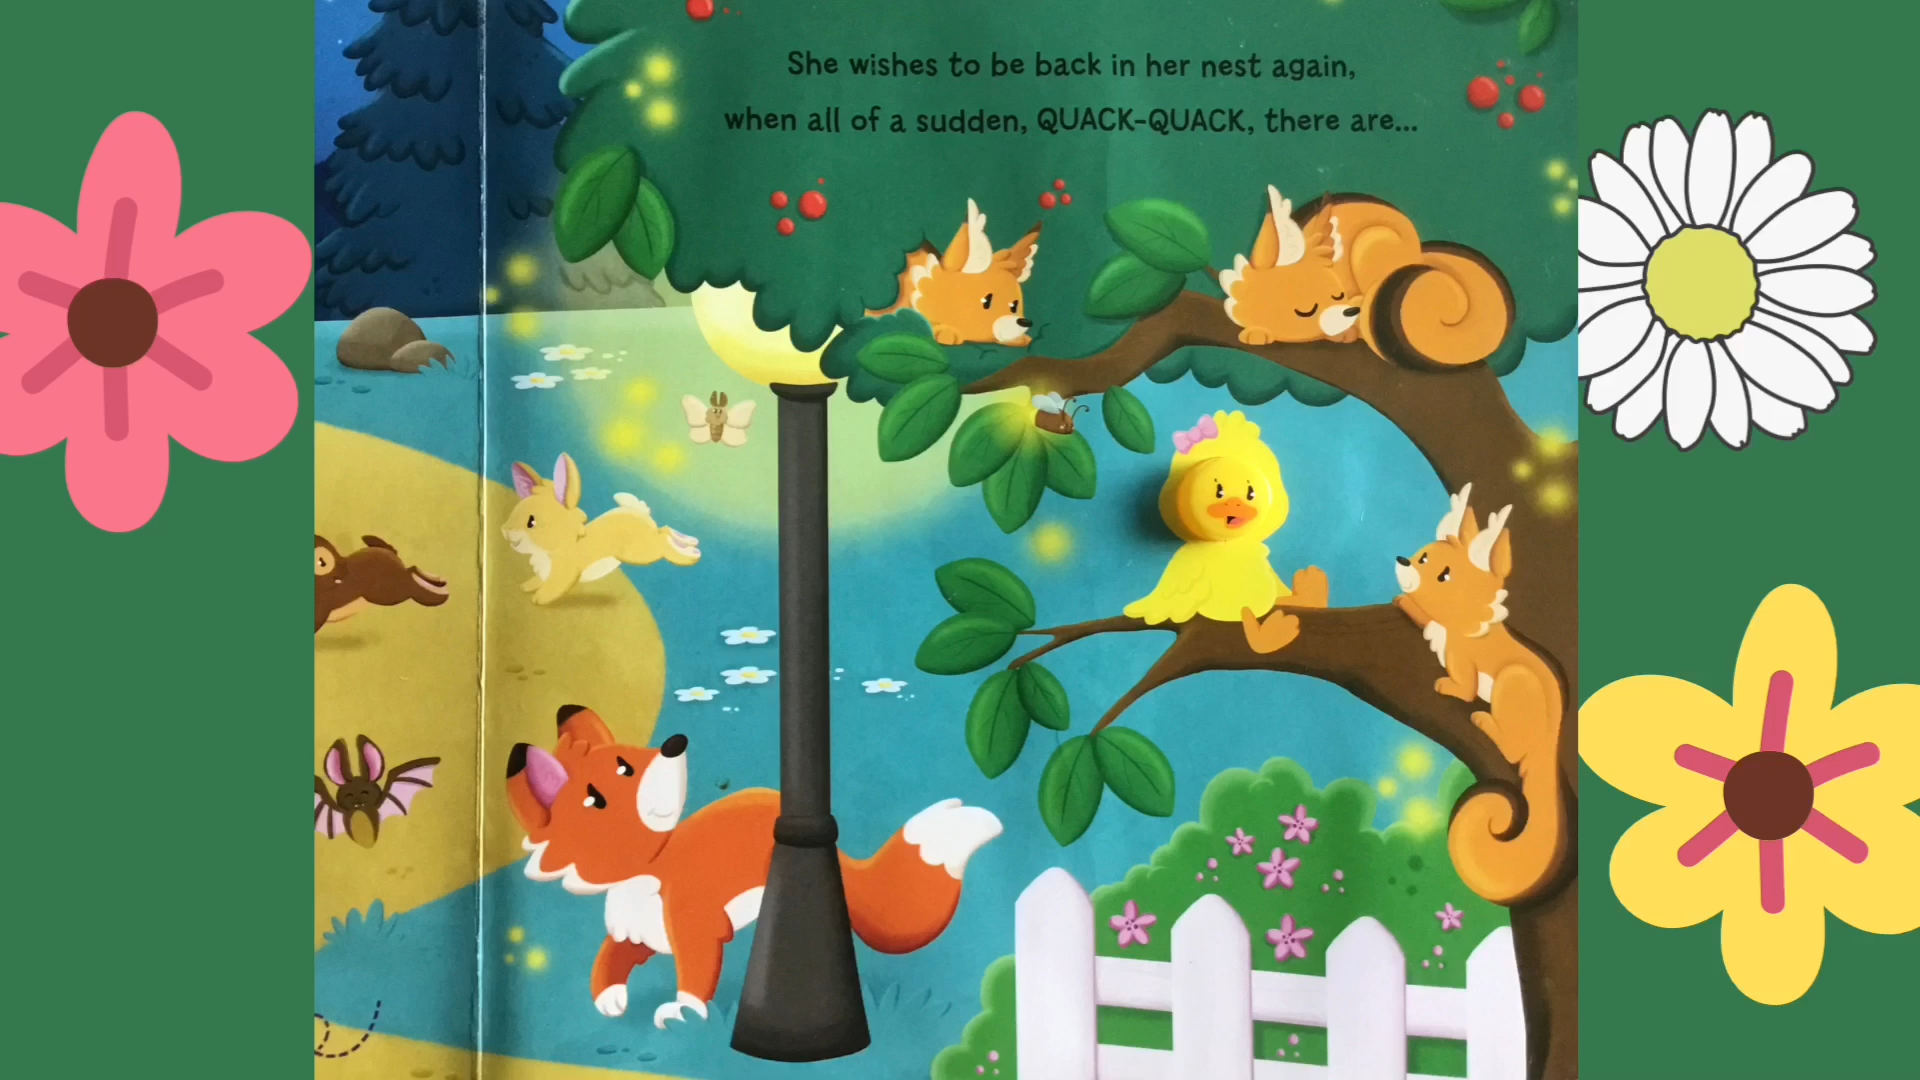 She wishes to be back in her nest again,
when all of a sudden, QUACK-QUACK, there are...